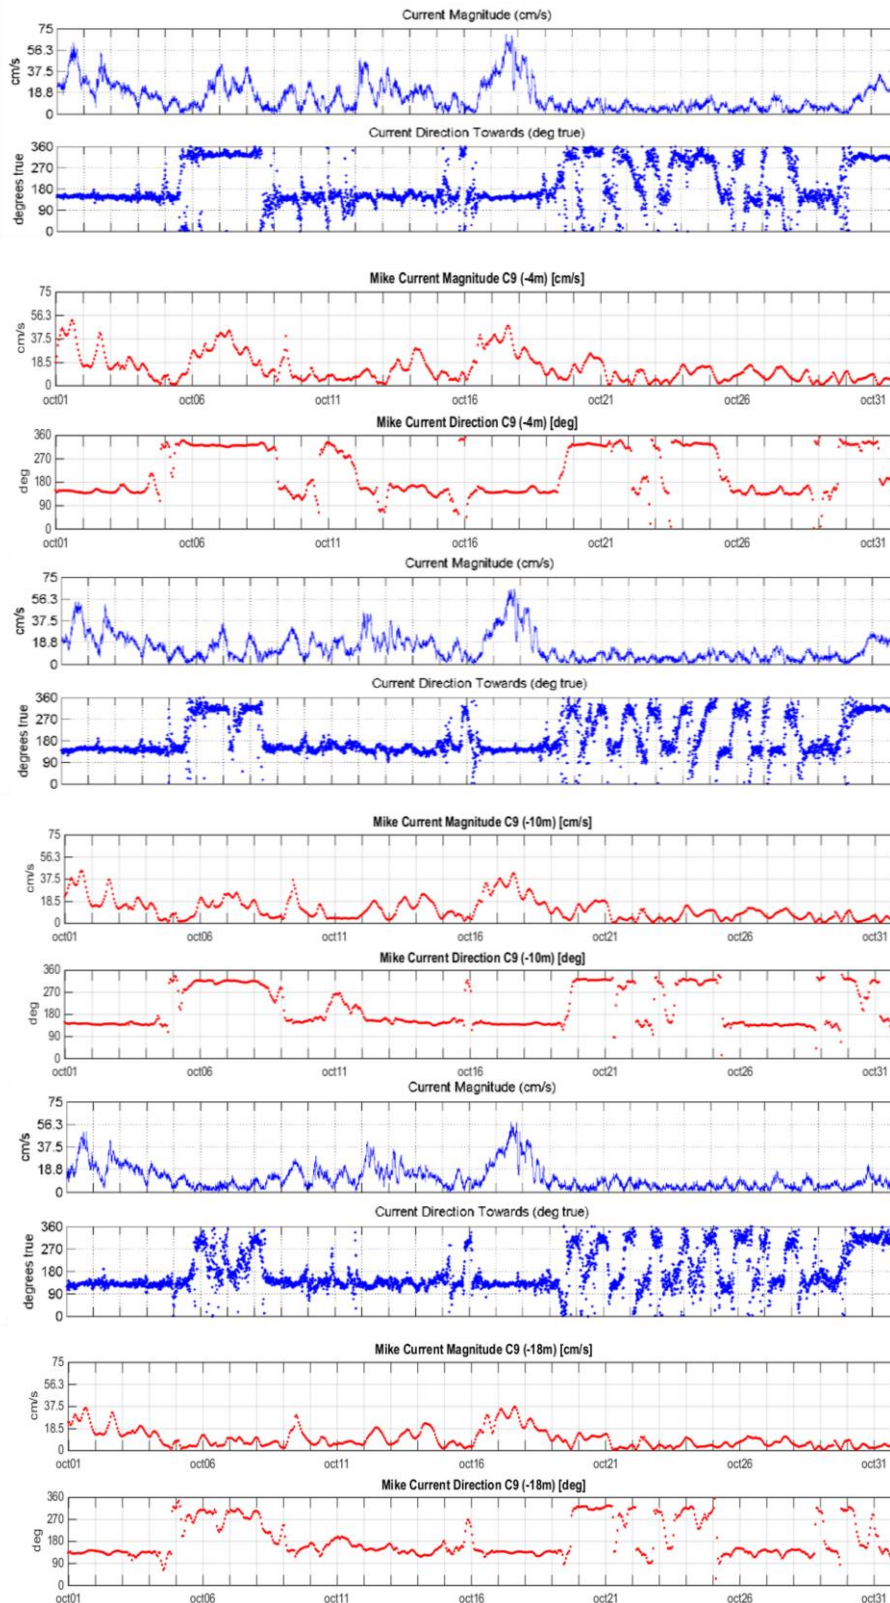 Current Magnitude (cm/s)
75
56.3
37.5
18.8
0
cm/s
Current Direction Towards (deg true)
360
270
180
90
0
degrees true
Mike Current Magnitude C9 (-4m) [cm/s]
75
56.3
37.5
18.5
0
cm/s
oct01 oct06 oct11 oct16 oct21 oct26 oct31
Mike Current Direction C9 (-4m) [deg]
360
270
180
90
0
deg
oct01 oct06 oct11 oct16 oct21 oct26 oct31
Current Magnitude (cm/s)
75
56.3
37.5
18.8
0
cm/s
Current Direction Towards (deg true)
360
270
180
90
0
degrees true
Mike Current Magnitude C9 (-10m) [cm/s]
75
56.3
37.5
18.5
0
cm/s
oct01 oct06 oct11 oct16 oct21 oct26 oct31
Mike Current Direction C9 (-10m) [deg]
360
270
180
90
0
deg
oct01 oct06 oct11 oct16 oct21 oct26 oct31
Current Magnitude (cm/s)
75
56.3
37.5
18.8
0
cm/s
Current Direction Towards (deg true)
360
270
180
90
0
degrees true
Mike Current Magnitude C9 (-18m) [cm/s]
75
56.3
37.5
18.5
0
cm/s
oct01 oct06 oct11 oct16 oct21 oct26 oct31
Mike Current Direction C9 (-18m) [deg]
360
270
180
90
0
deg
oct01 oct06 oct11 oct16 oct21 oct26 oct31